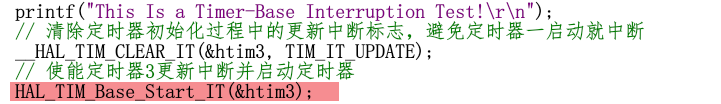 printf("This Is a Timer-Base Interruption Test!\r\n");
// 清除定时器初始化过程中的更新中断标志，避免定时器一启动就中断
__HAL_TIM_CLEAR_IT(&htim3, TIM_IT_UPDATE);
// 使能定时器3更新中断并启动定时器
HAL_TIM_Base_Start_IT(&htim3);